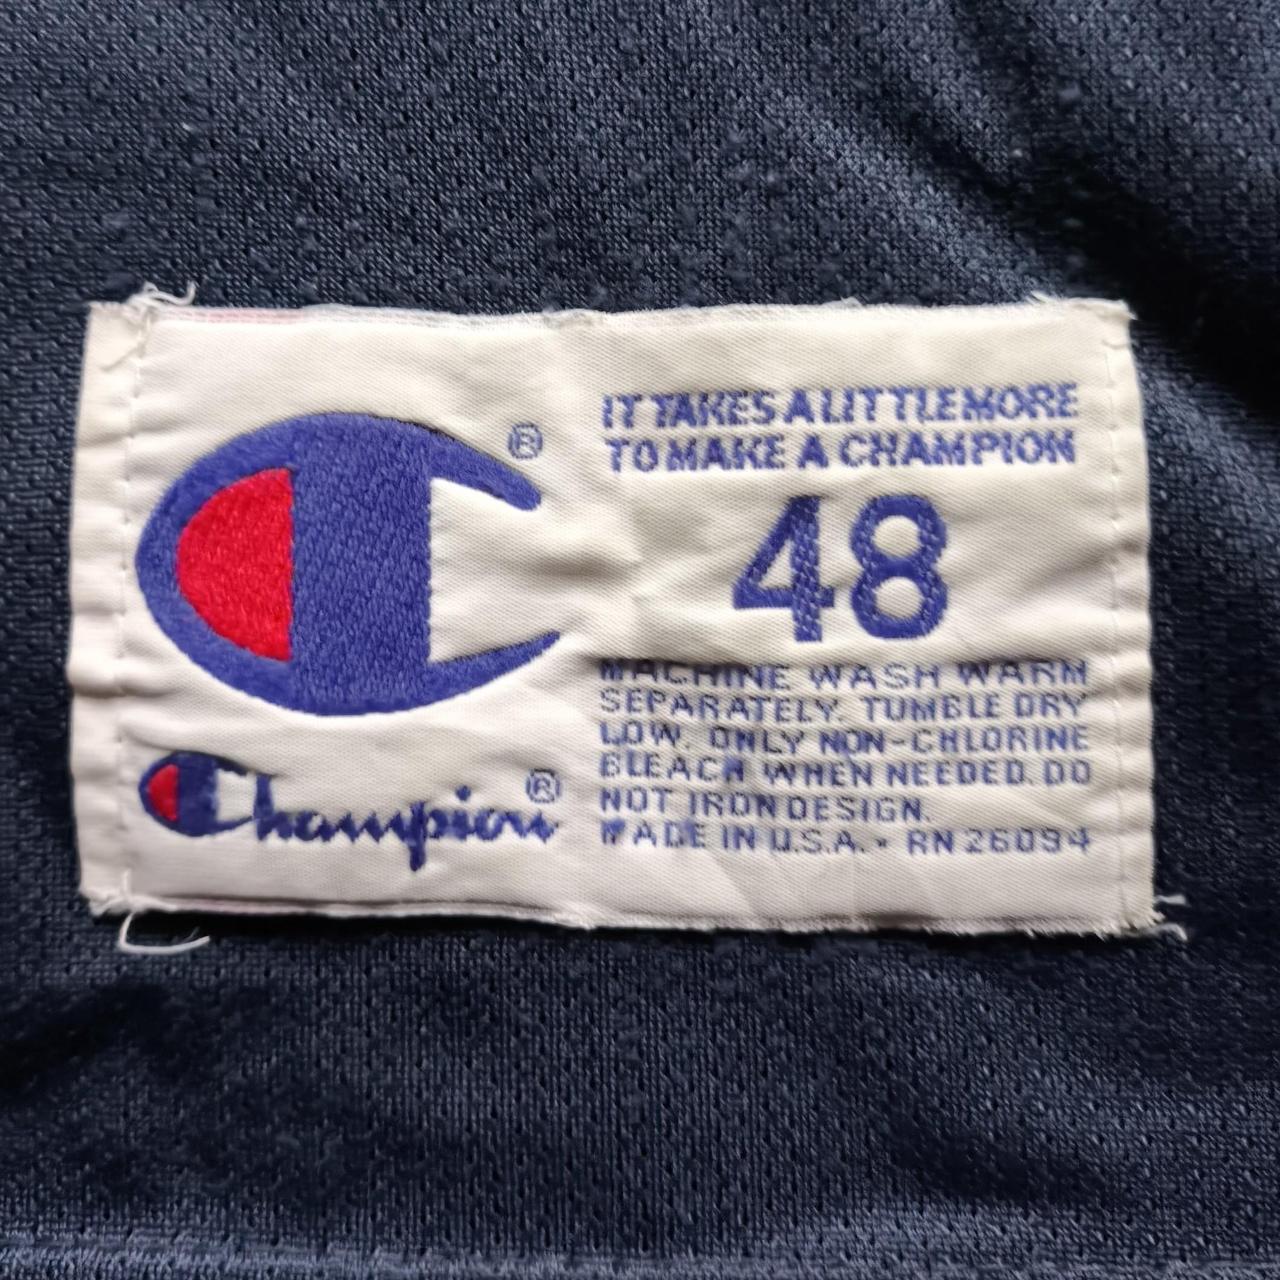 ®
IT TAKES A LITTLE MORE
TO MAKE A CHAMPION
48
Champion®
MACHINE WASH WARM
SEPARATELY. TUMBLE DRY
LOW. ONLY NON-CHLORINE
BLEACH WHEN NEEDED. DO
NOT IRON DESIGN.
MADE IN U.S.A. • RN 26094